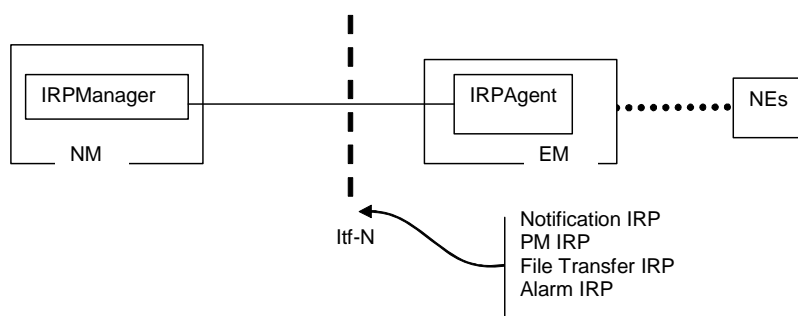 IRPManager
IRPAgent
NEs
NM
EM
Itf-N
Notification IRP
PM IRP
File Transfer IRP
Alarm IRP